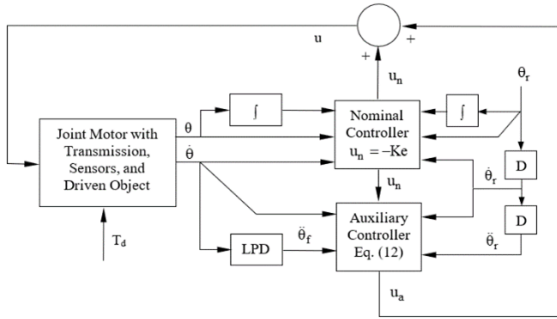 u
+
+
u_n
θ_r
∫
∫
Nominal
Controller
u_n = −Ke
Joint Motor with
Transmission,
Sensors, and
Driven Object
θ
θ̇
D
θ̇_r
u_n
D
T_d
LPD
θ̈_f
Auxiliary
Controller
Eq. (12)
θ̈_r
u_a